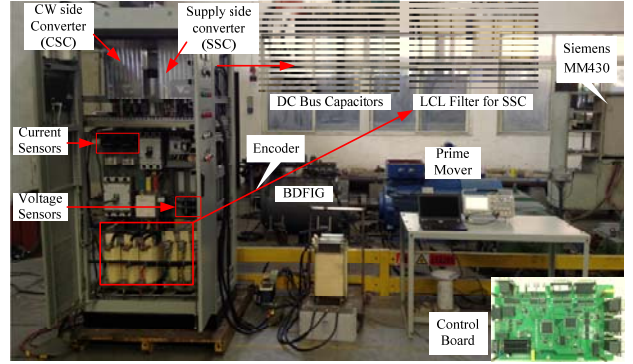 CW side
Converter
(CSC)
Supply side
converter
(SSC)
Siemens
MM430
DC Bus Capacitors
LCL Filter for SSC
Current
Sensors
Encoder
Prime
Mover
BDFIG
Voltage
Sensors
Control
Board